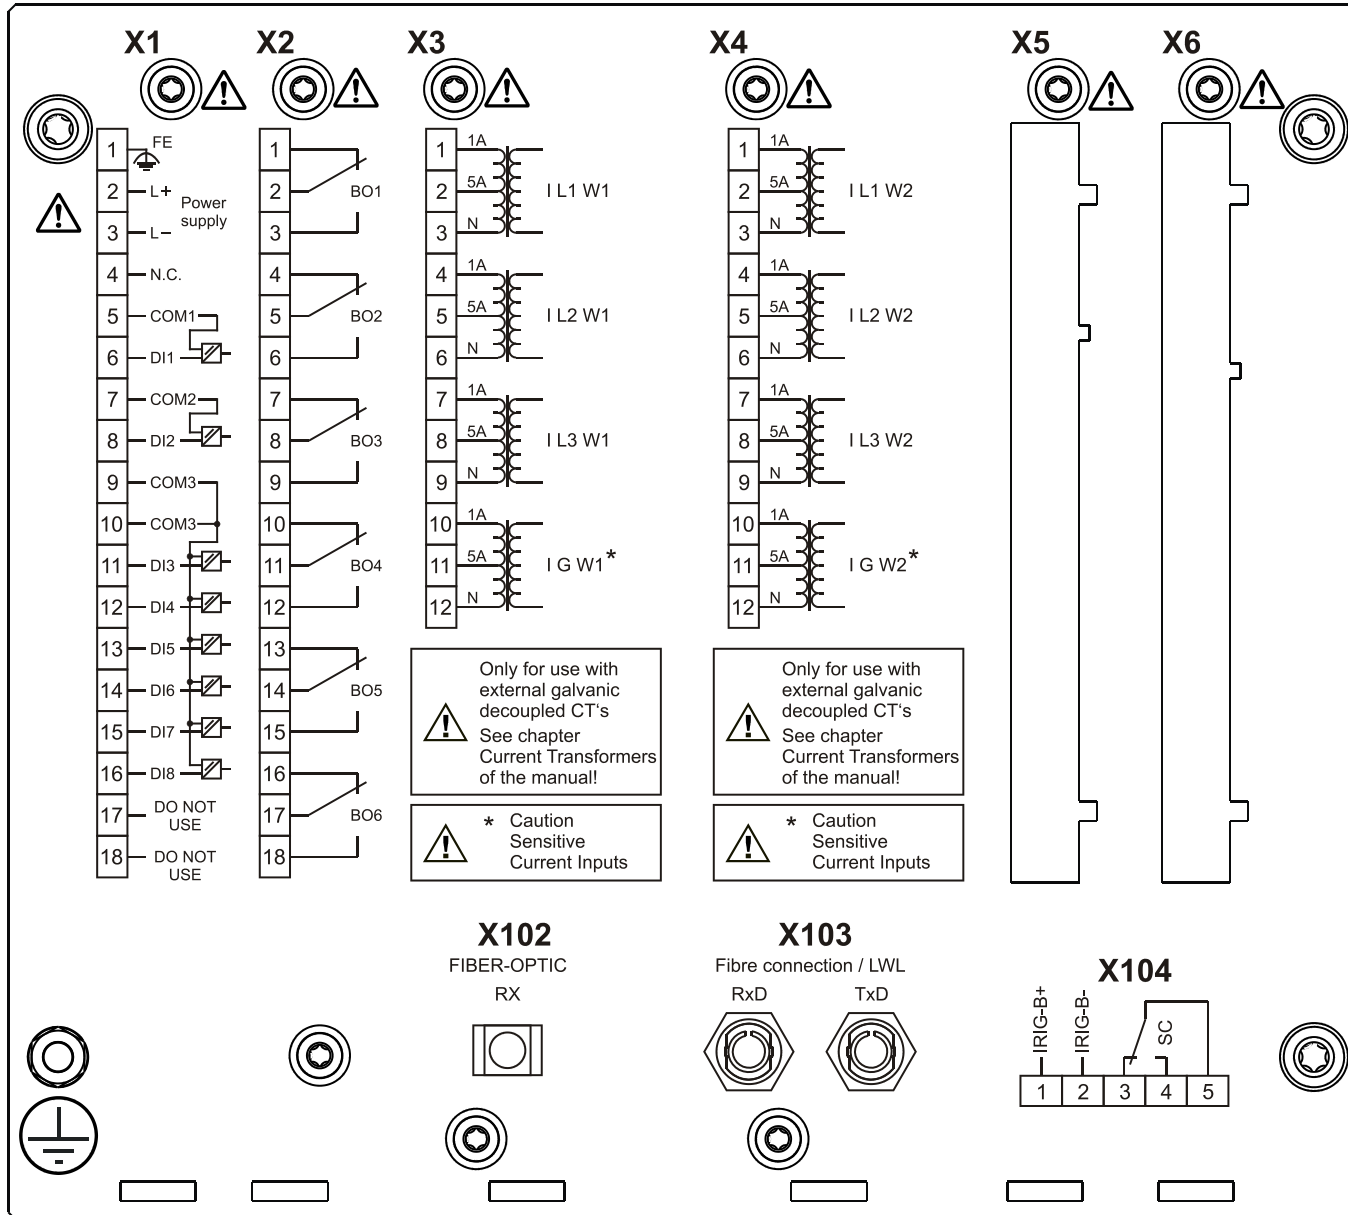 X1
X2
X3
X4
X5
X6
1
FE
2
L+
Power
supply
3
L–
4
N.C.
5
COM1
6
DI1
7
COM2
8
DI2
9
COM3
10
COM3
11
DI3
12
DI4
13
DI5
14
DI6
15
DI7
16
DI8
17
DO NOT
USE
18
DO NOT
USE
1
2
BO1
3
4
5
BO2
6
7
8
BO3
9
10
11
BO4
12
13
14
BO5
15
16
17
BO6
18
1
1A
2
5A
I L1 W1
3
N
4
1A
5
5A
I L2 W1
6
N
7
1A
8
5A
I L3 W1
9
N
10
1A
11
5A
I G W1*
12
N
Only for use with
external galvanic
decoupled CT's
See chapter
Current Transformers
of the manual!
* Caution
Sensitive
Current Inputs
1
1A
2
5A
I L1 W2
3
N
4
1A
5
5A
I L2 W2
6
N
7
1A
8
5A
I L3 W2
9
N
10
1A
11
5A
I G W2*
12
N
Only for use with
external galvanic
decoupled CT's
See chapter
Current Transformers
of the manual!
* Caution
Sensitive
Current Inputs
X102
FIBER-OPTIC
RX
X103
Fibre connection / LWL
RxD TxD
X104
IRIG-B+
IRIG-B-
SC
1 2 3 4 5